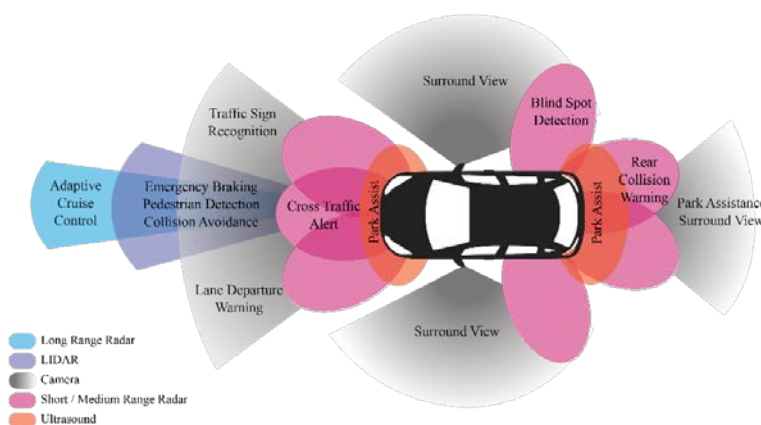 Surround View
Blind Spot
Detection
Traffic Sign
Recognition
Rear
Collision
Warning
Adaptive
Cruise
Control
Emergency Braking
Pedestrian Detection
Collision Avoidance
Cross Traffic
Alert
Park Assist
Park Assist
Park Assistance
Surround View
Lane Departure
Warning
Surround View
Long Range Radar
LIDAR
Camera
Short / Medium Range Radar
Ultrasound